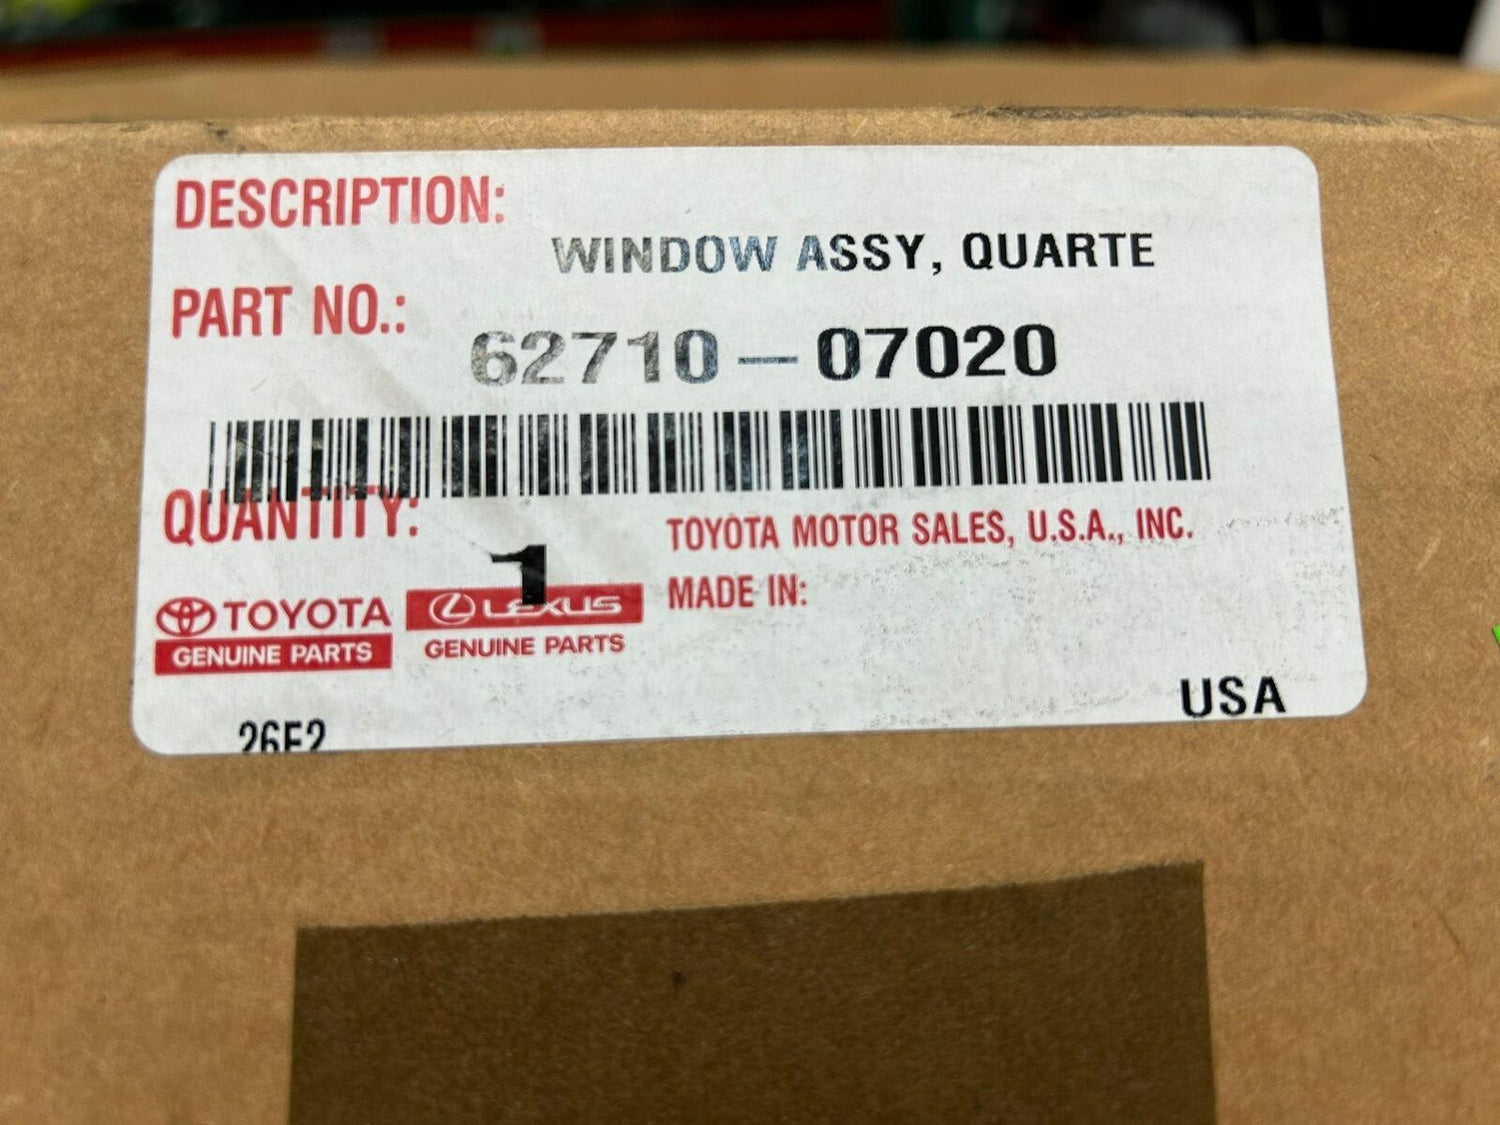 DESCRIPTION:
WINDOW ASSY, QUARTE
PART NO.:
62710-07020
QUANTITY:
1
TOYOTA MOTOR SALES, U.S.A., INC.
MADE IN:
TOYOTA
GENUINE PARTS
LEXUS
GENUINE PARTS
USA
26F2